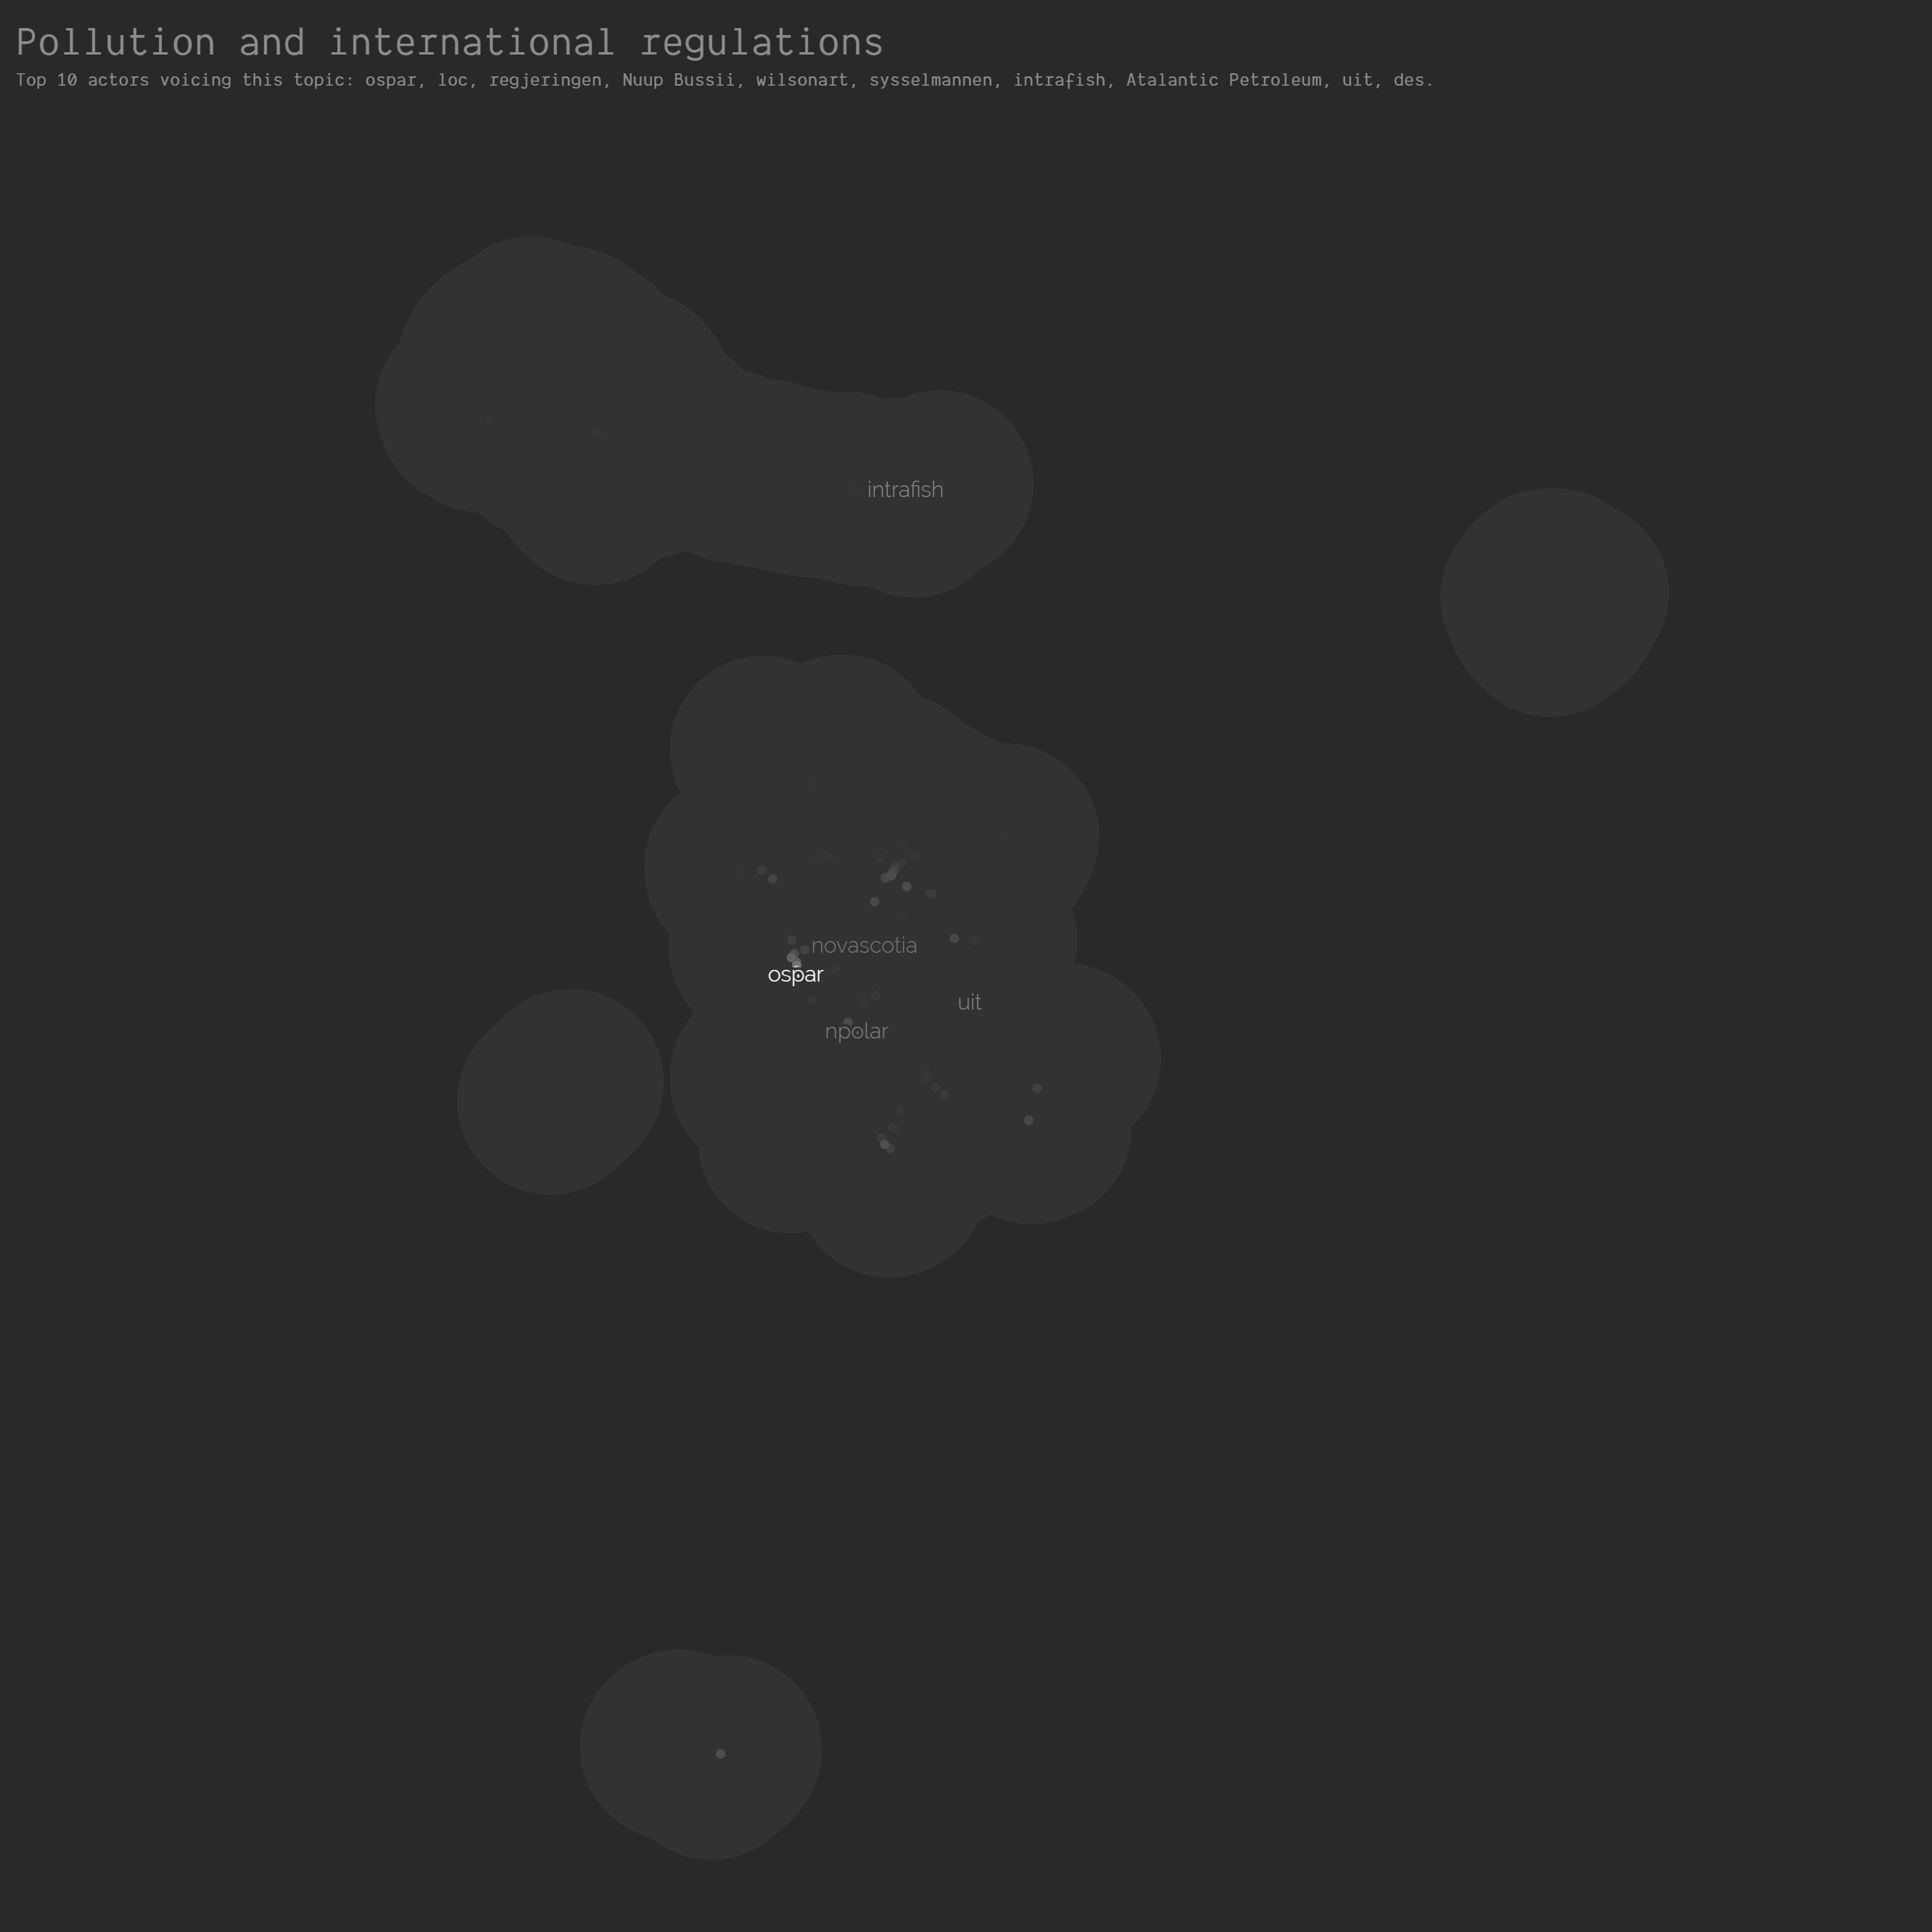 Pollution and international regulations
Top 10 actors voicing this topic: ospar, loc, regjeringen, Nuup Bussii, wilsonart, sysselmannen, intrafish, Atalantic Petroleum, uit, des.
intrafish
novascotia
ospar
uit
npolar